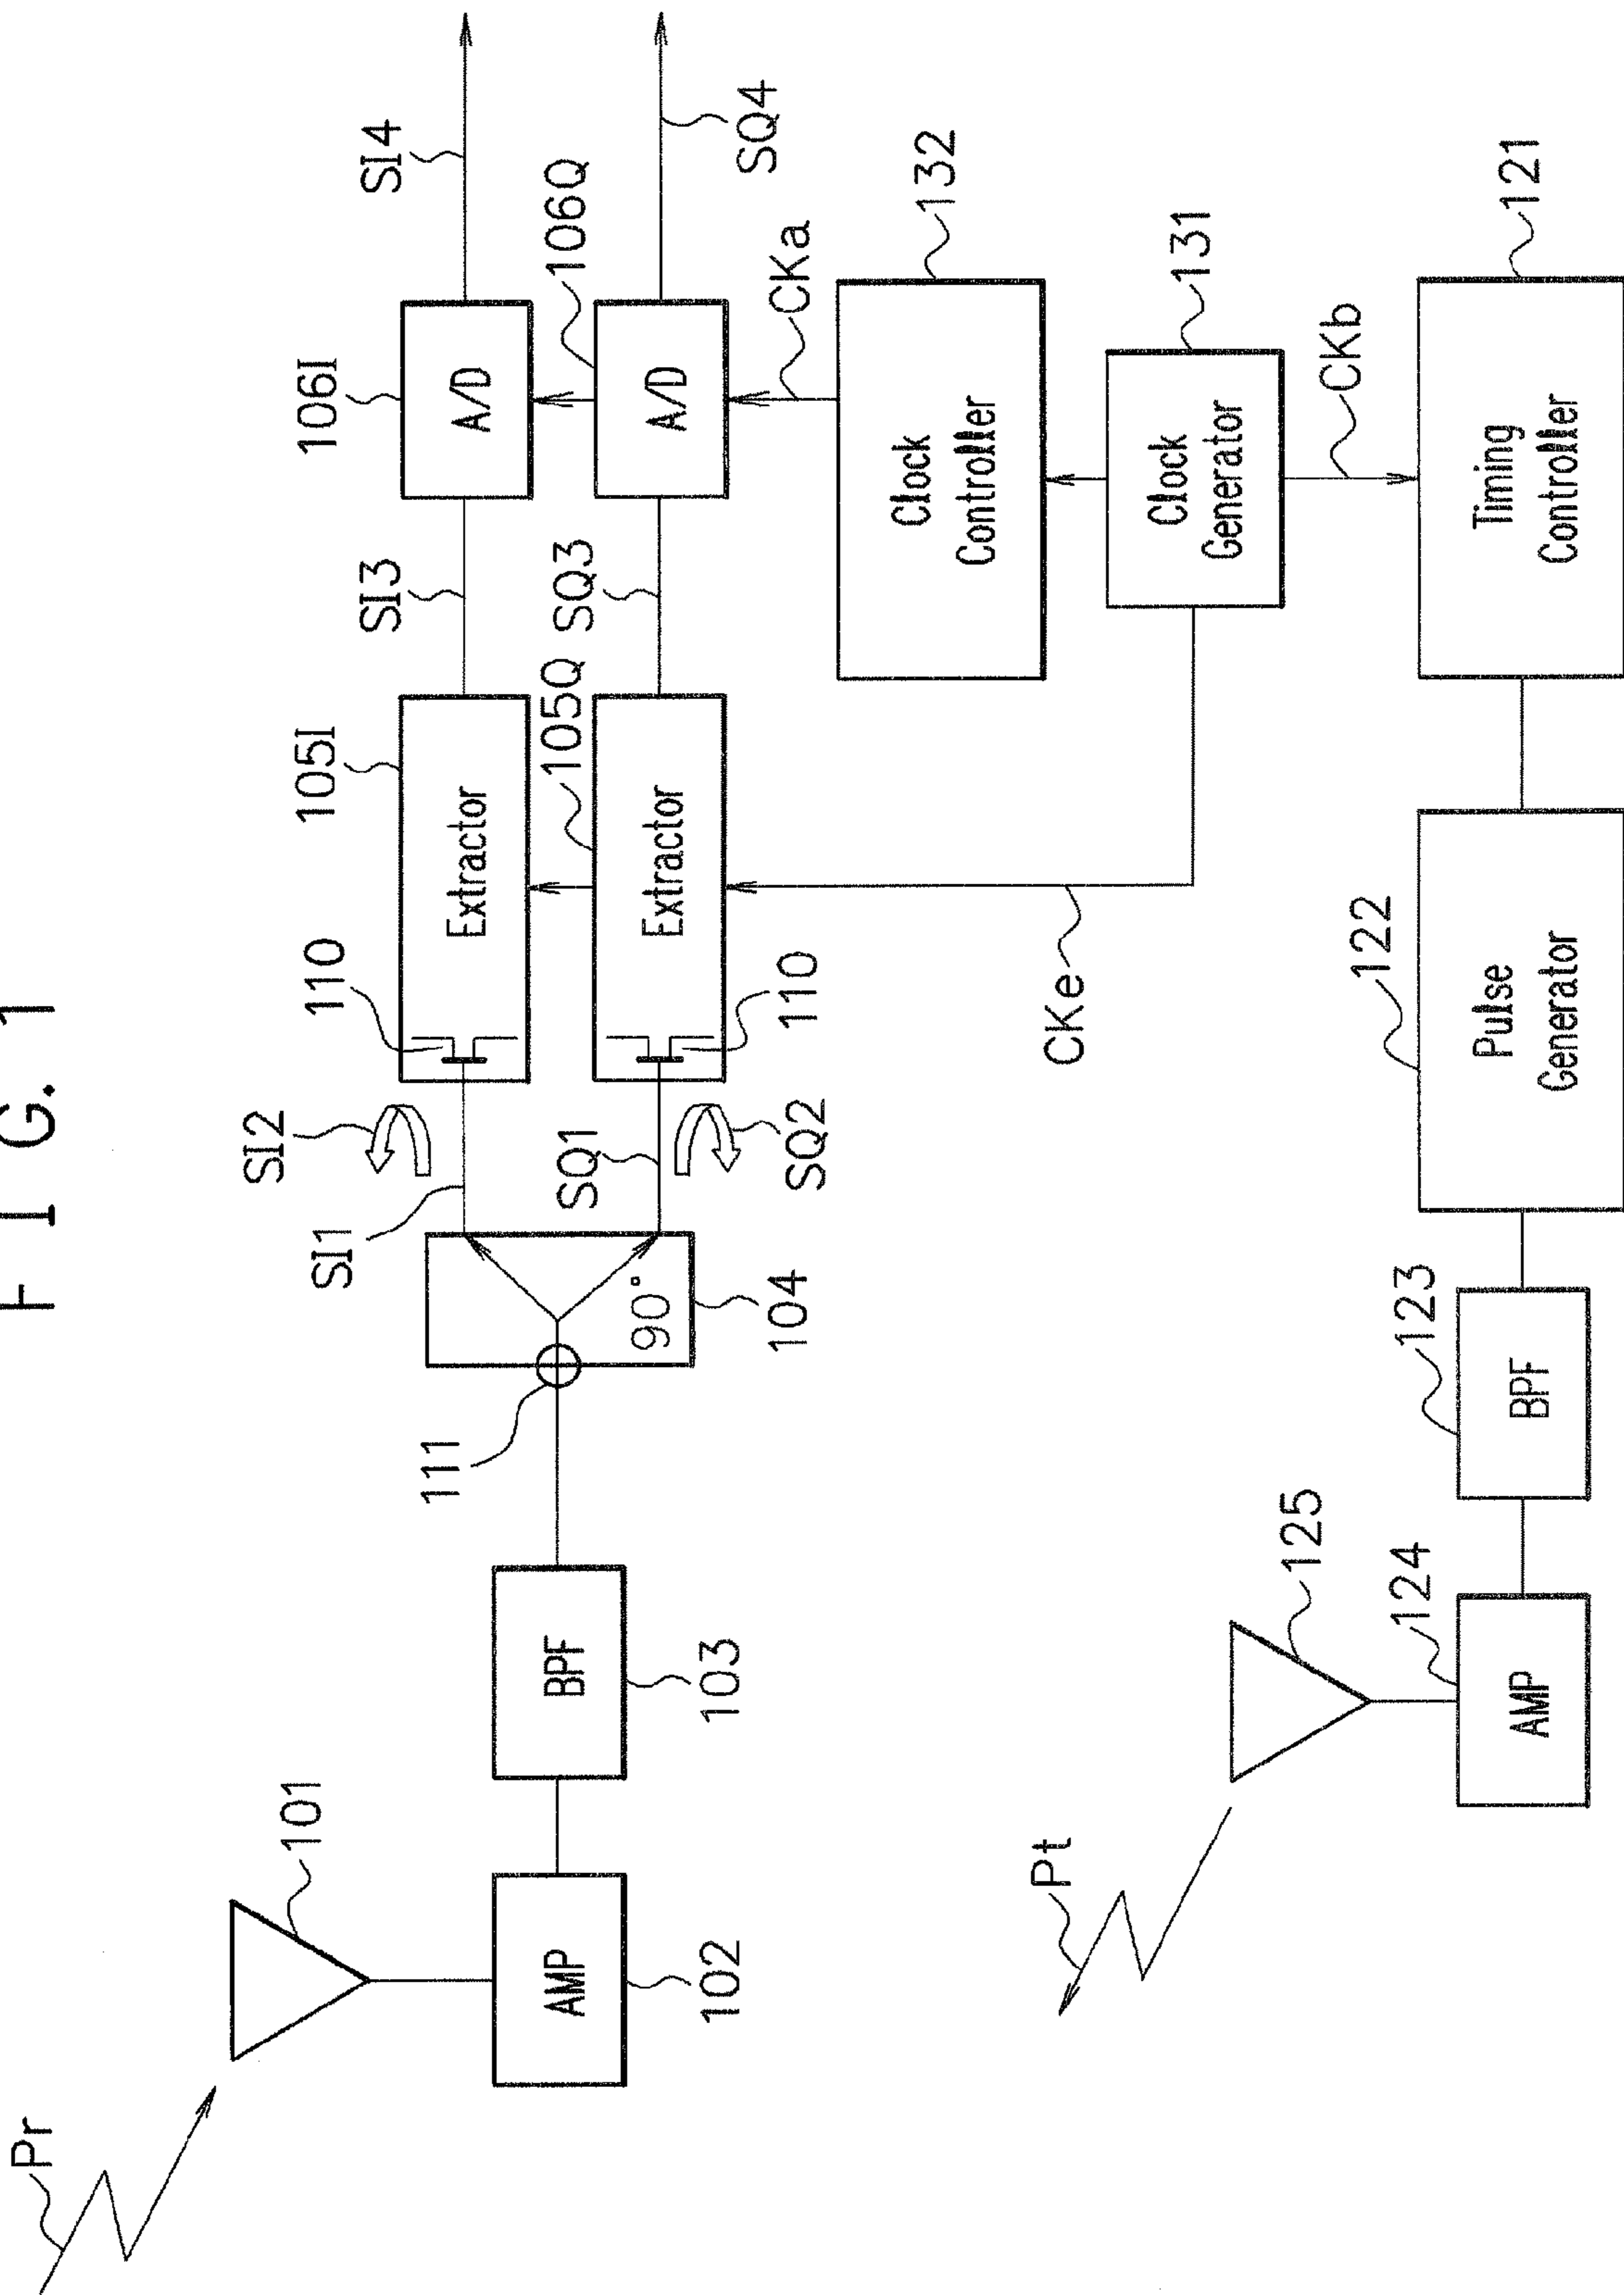 F I G. 1
Pr
101
AMP
102
BPF
103
111
90°
104
SI1
SI2
SQ1
SQ2
110
110
Extractor
105I
Extractor
105Q
SI3
SQ3
A/D
106I
A/D
106Q
SI4
SQ4
CKa
Clock
Controller
132
Clock
Generator
131
CKb
CKe
Timing
Controller
121
Pulse
Generator
122
BPF
123
AMP
124
125
Pt